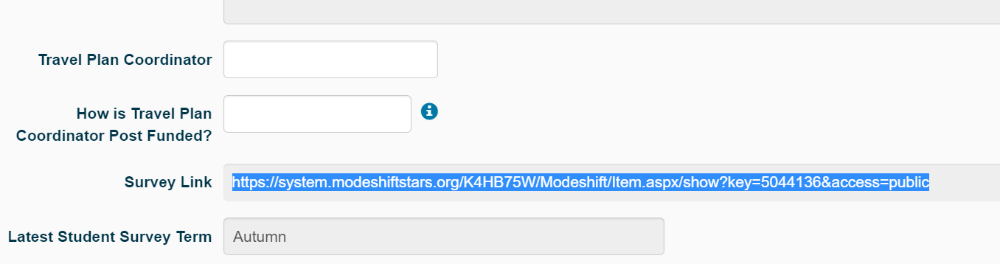 Travel Plan Coordinator
How is Travel Plan
Coordinator Post Funded?
Survey Link
https://system.modeshiftstars.org/K4HB75W/Modeshift/Item.aspx/show?key=5044136&access=public
Latest Student Survey Term
Autumn